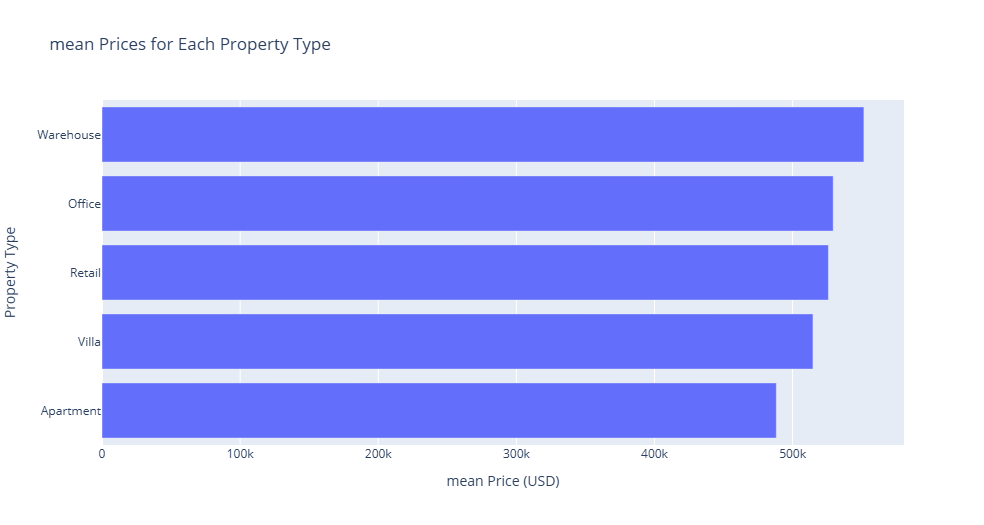 mean Prices for Each Property Type
Property Type
Warehouse
Office
Retail
Villa
Apartment
0 100k 200k 300k 400k 500k
mean Price (USD)